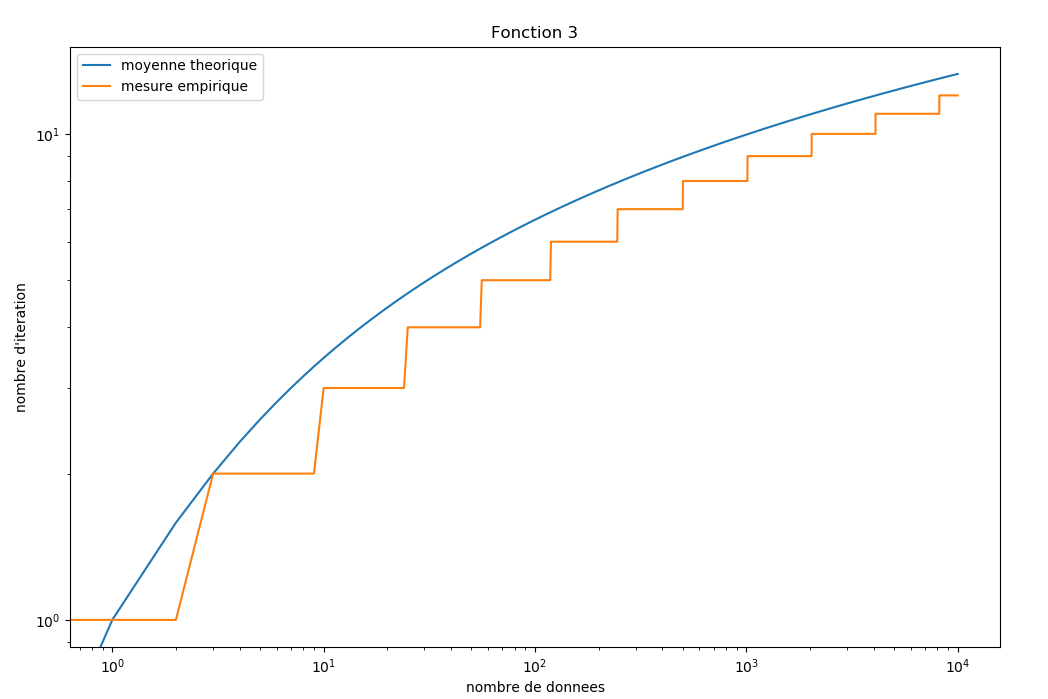 Fonction 3
moyenne theorique
mesure empirique
10¹
10⁰
nombre d'iteration
10⁰ 10¹ 10² 10³ 10⁴
nombre de donnees